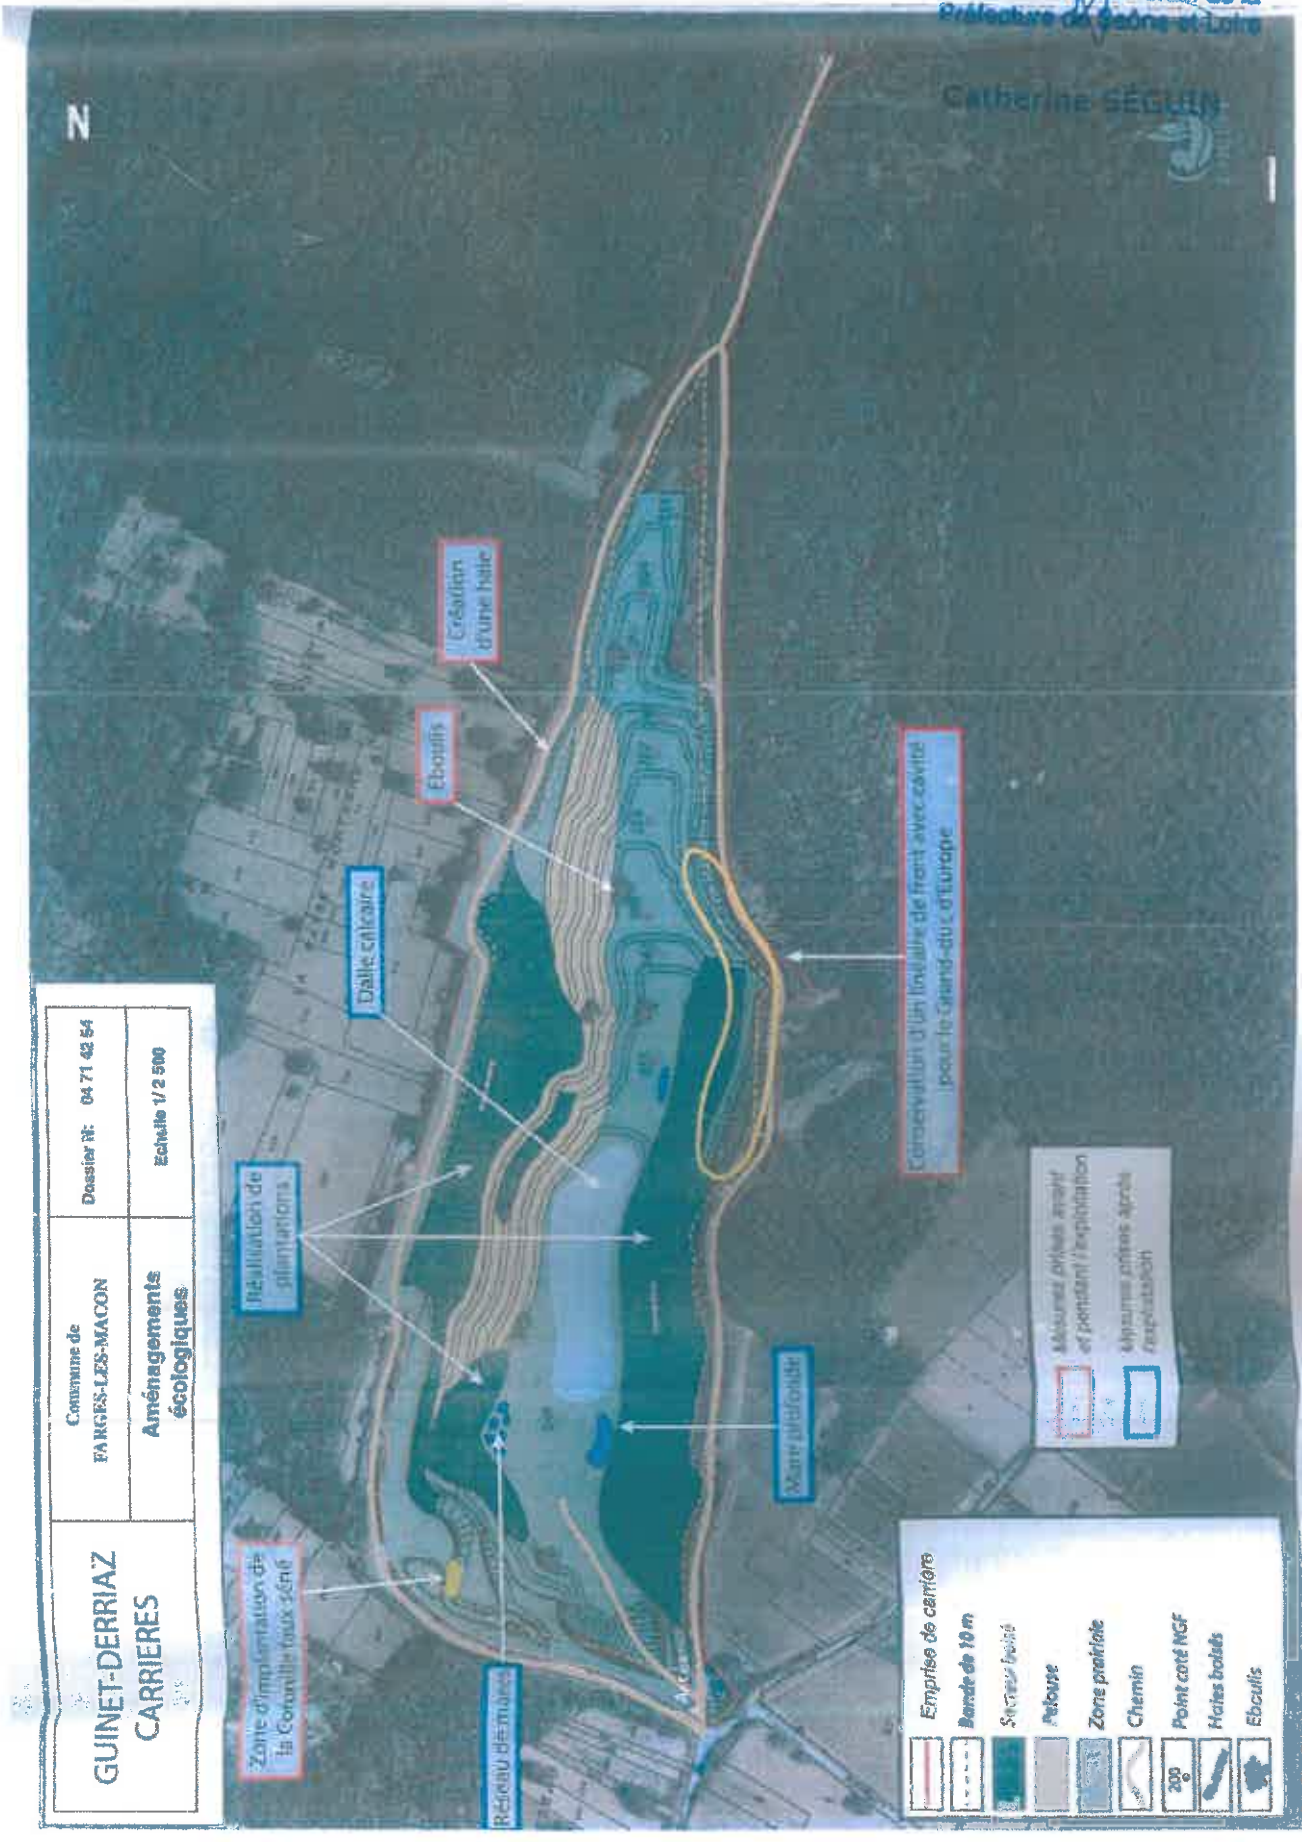 Préfecture de Saône-et-Loire
Catherine SÉGUIN
N
GUINET-DERRIAZ
CARRIERES
Commune de
FARGES-LES-MACON
Dossier N: 04 71 42 64
Aménagements
écologiques
Echelle 1/2 500
Zone d'implantation de
la Coronille faux-séné
Réseau de mares
Réalisation de
plantations
Dalle calcaire
Eboulis
Création
d'une haie
Mare profonde
Conservation d'un linéaire de front avec cavité
pour le Grand-duc d'Europe
Mesures prises avant
et pendant l'exploitation
Mesures prises après
l'exploitation
Emprise de carrière
Bande de 10 m
Secteur boisé
Pelouse
Zone prairiale
Chemin
200
Point coté NGF
Haies boisés
Eboulis